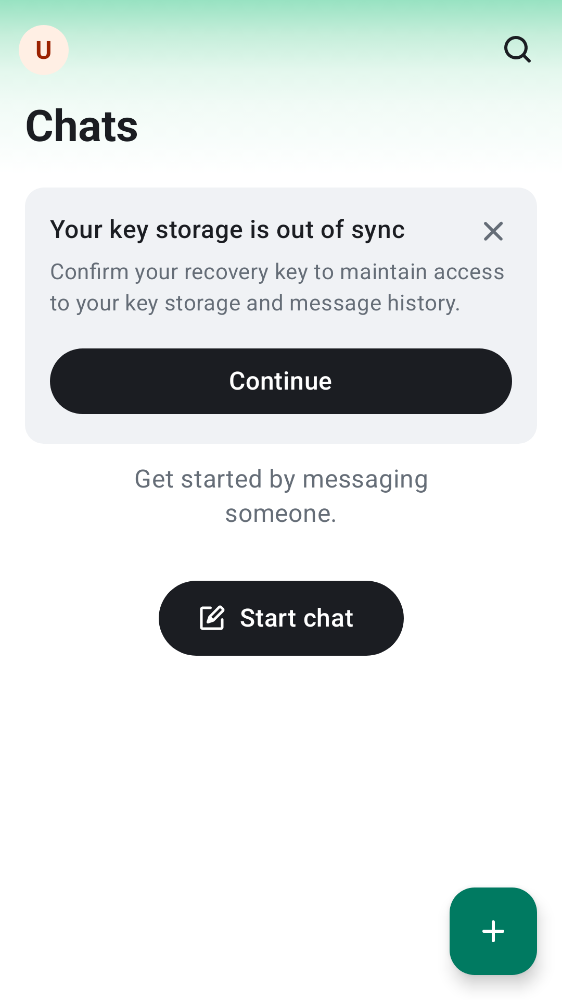 U
Chats
Your key storage is out of sync
Confirm your recovery key to maintain access
to your key storage and message history.
Continue
Get started by messaging
someone.
Start chat